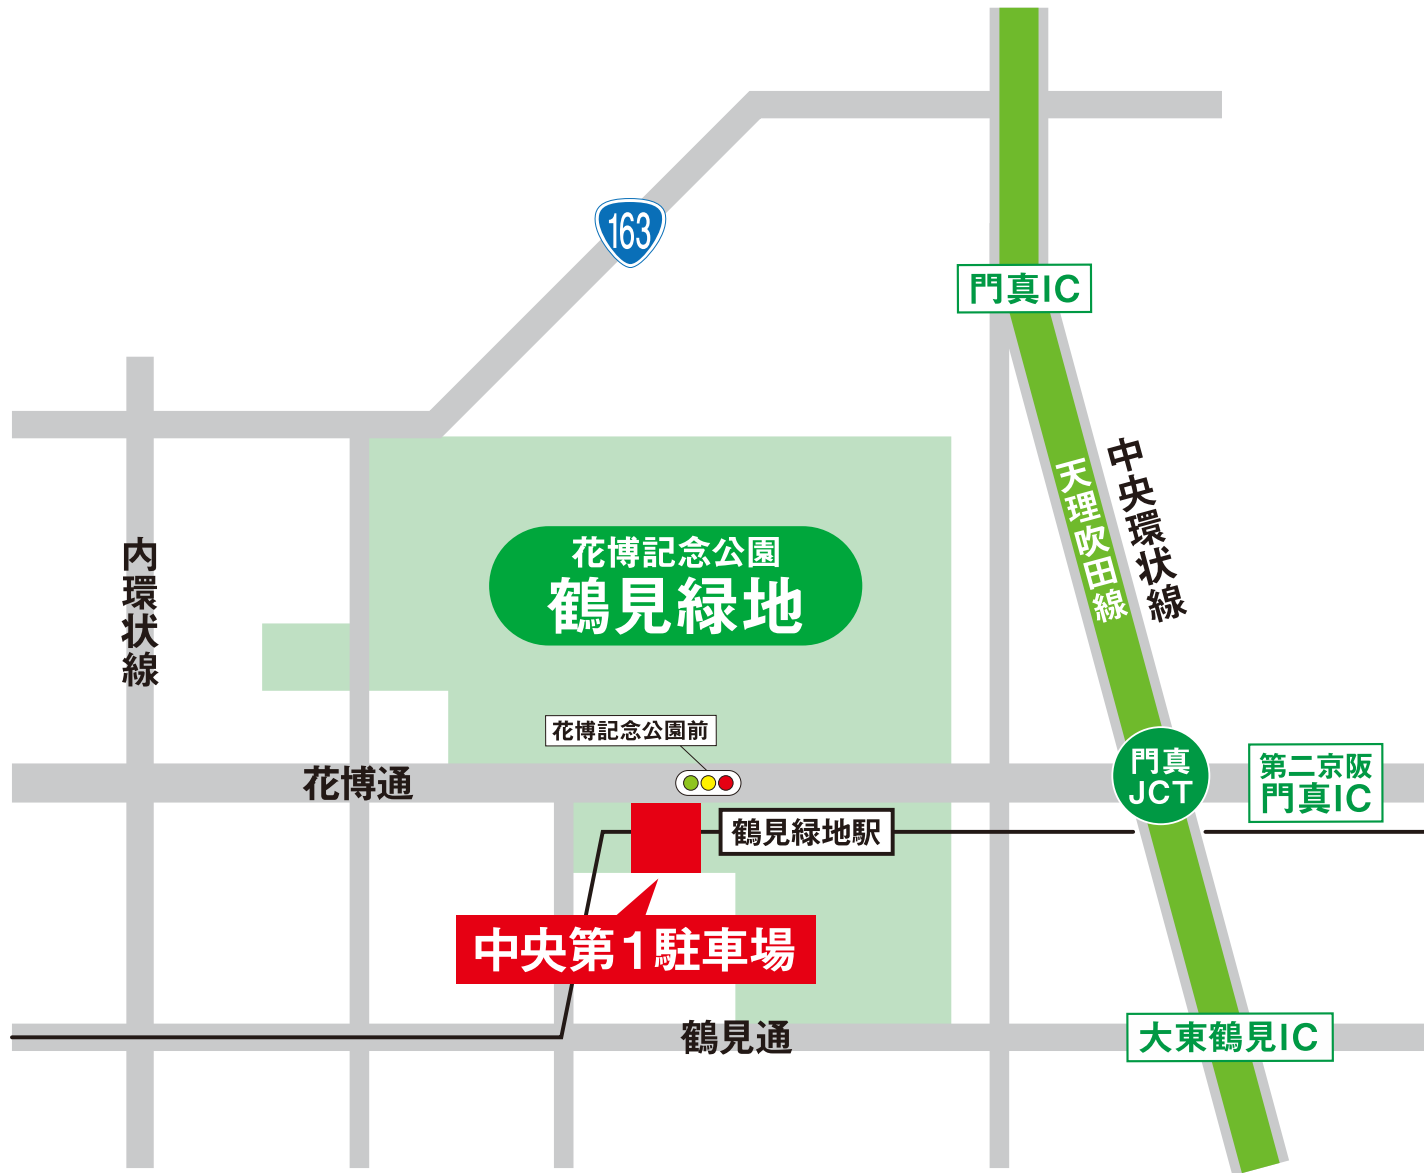 163
門真IC
中央環状線
天理吹田線
内環状線
花博記念公園
鶴見緑地
花博記念公園前
花博通
門真
JCT
第二京阪
門真IC
鶴見緑地駅
中央第1駐車場
鶴見通
大東鶴見IC